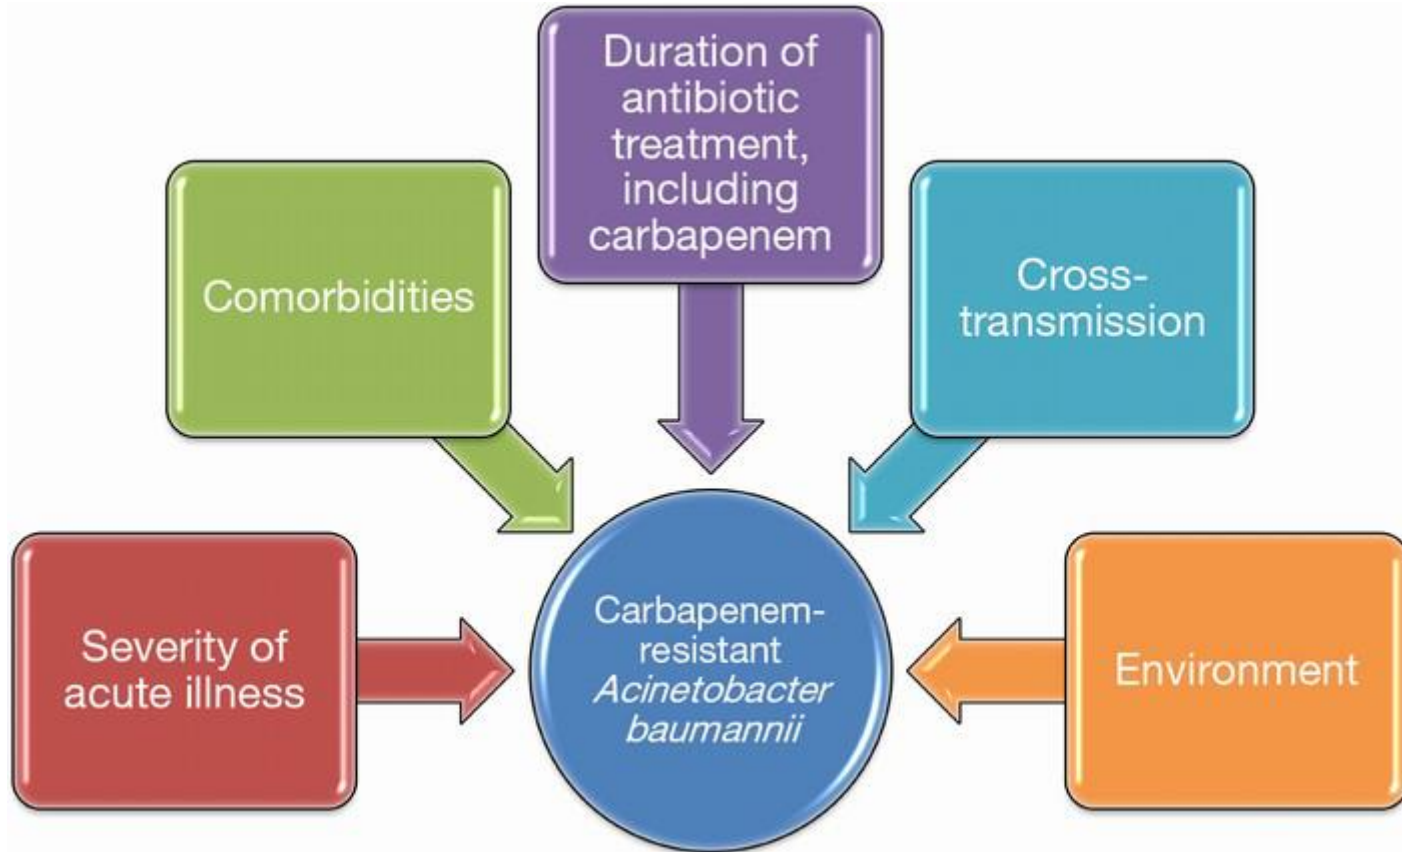 Duration of
antibiotic
treatment,
including
carbapenem
Comorbidities
Cross-
transmission
Severity of
acute illness
Carbapenem-
resistant
Acinetobacter
baumannii
Environment